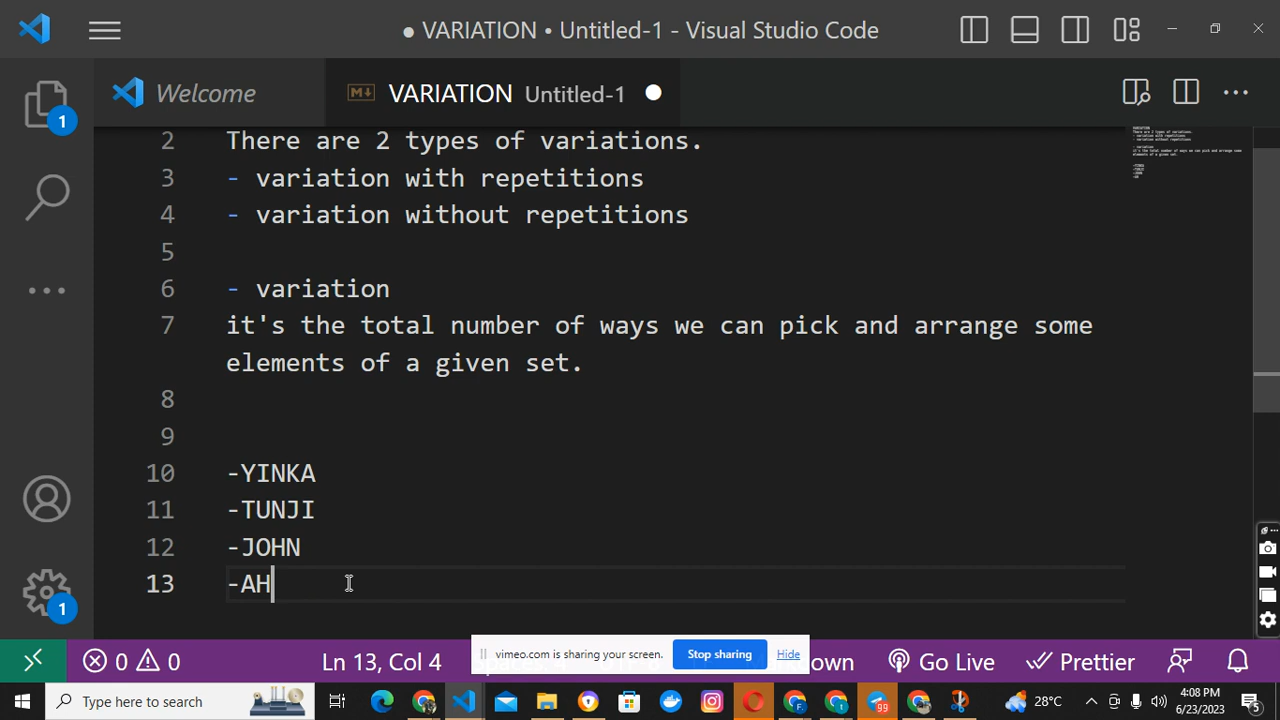 ● VARIATION • Untitled-1 - Visual Studio Code
Welcome
VARIATION Untitled-1
1
2 There are 2 types of variations.
3 - variation with repetitions
4 - variation without repetitions
5
6 - variation
7 it's the total number of ways we can pick and arrange some
elements of a given set.
8
9
10 -YINKA
11 -TUNJI
12 -JOHN
13 -AH
1
0 0
Ln 13, Col 4
vimeo.com is sharing your screen.
Stop sharing
Hide
Go Live
Prettier
Type here to search
99
28°C
4:08 PM
6/23/2023
5